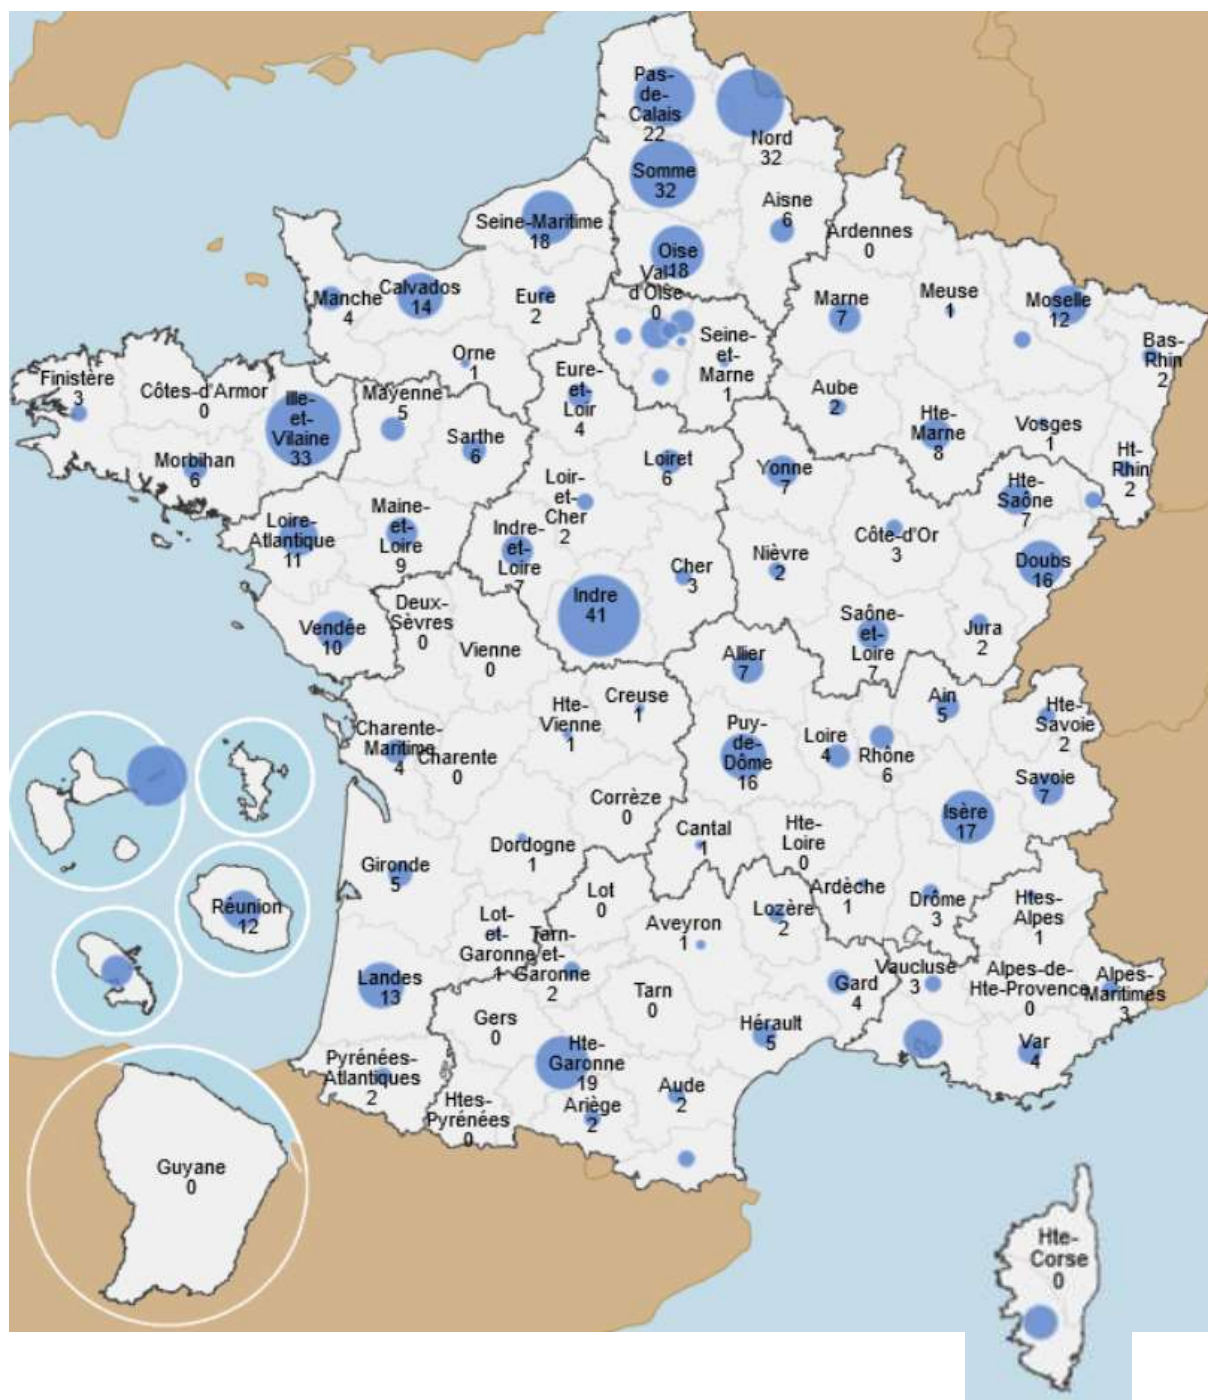 Pas-
de-
Calais
22
Nord
32
Somme
32
Aisne
6
Seine-Maritime
18
Oise
18
Ardennes
0
Val-
d'Oise
0
Manche
4
Calvados
14
Eure
2
Marne
7
Meuse
1
Moselle
12
Bas-
Rhin
2
Seine-
et-
Marne
1
Orne
1
Eure-
et-
Loir
4
Finistère
3
Côtes-d'Armor
0
Ille-
et-
Vilaine
33
Mayenne
5
Sarthe
6
Aube
2
Hte-
Marne
8
Vosges
1
Ht-
Rhin
2
Morbihan
6
Loiret
6
Yonne
7
Hte-
Saône
7
Loir-
et-
Cher
2
Loire-
Atlantique
11
Maine-
et-
Loire
9
Indre-
et-
Loire
7
Côte-d'Or
3
Nièvre
2
Cher
3
Doubs
16
Indre
41
Deux-
Sèvres
0
Vendée
10
Vienne
0
Saône-
et-
Loire
7
Jura
2
Allier
7
Creuse
1
Hte-
Vienne
1
Ain
5
Hte-
Savoie
2
Charente-
Maritime
4
Charente
0
Puy-
de-
Dôme
16
Loire
4
Rhône
6
Savoie
7
Corrèze
0
Isère
17
Cantal
1
Hte-
Loire
0
Dordogne
1
Gironde
5
Lot
0
Ardèche
1
Drôme
3
Htes-
Alpes
1
Réunion
12
Lot-
et-
Garonne
1
Tarn-
et-
Garonne
2
Aveyron
1
Lozère
2
Landes
13
Gard
4
Vaucluse
3
Alpes-de-
Hte-Provence
0
Alpes-
Maritimes
3
Tarn
0
Gers
0
Hérault
5
Var
4
Hte-
Garonne
19
Pyrénées-
Atlantiques
2
Htes-
Pyrénées
0
Ariège
2
Aude
2
Guyane
0
Hte-
Corse
0